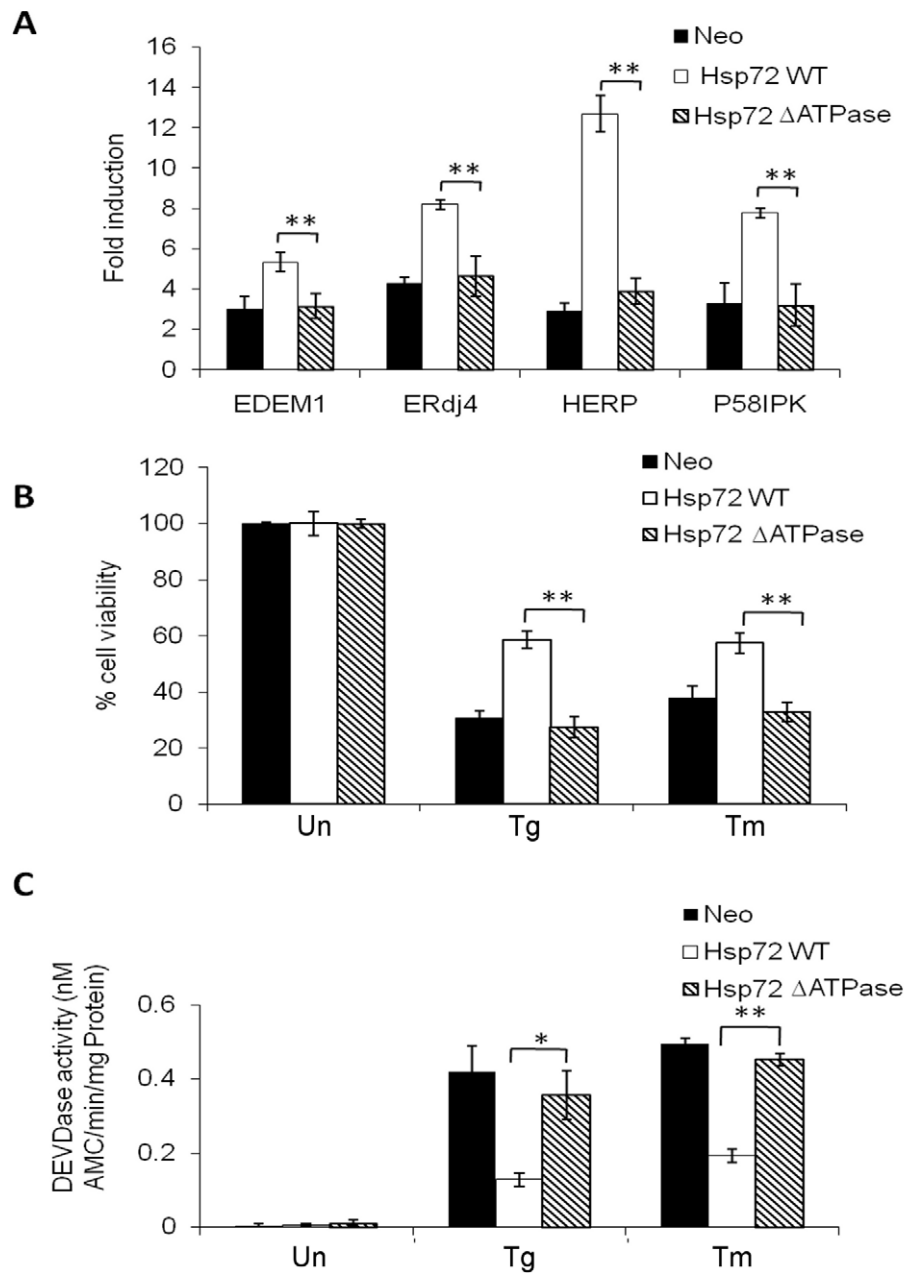 A
Neo
Hsp72 WT
Hsp72 ΔATPase
Fold induction
16
14
12
10
8
6
4
2
0
**
**
**
**
EDEM1 ERdj4 HERP P58IPK
B
Neo
Hsp72 WT
Hsp72 ΔATPase
% cell viability
120
100
80
60
40
20
0
**
**
Un Tg Tm
C
Neo
Hsp72 WT
Hsp72 ΔATPase
DEVDase activity (nM
AMC/min/mg Protein)
0.6
0.4
0.2
0
*
**
Un Tg Tm